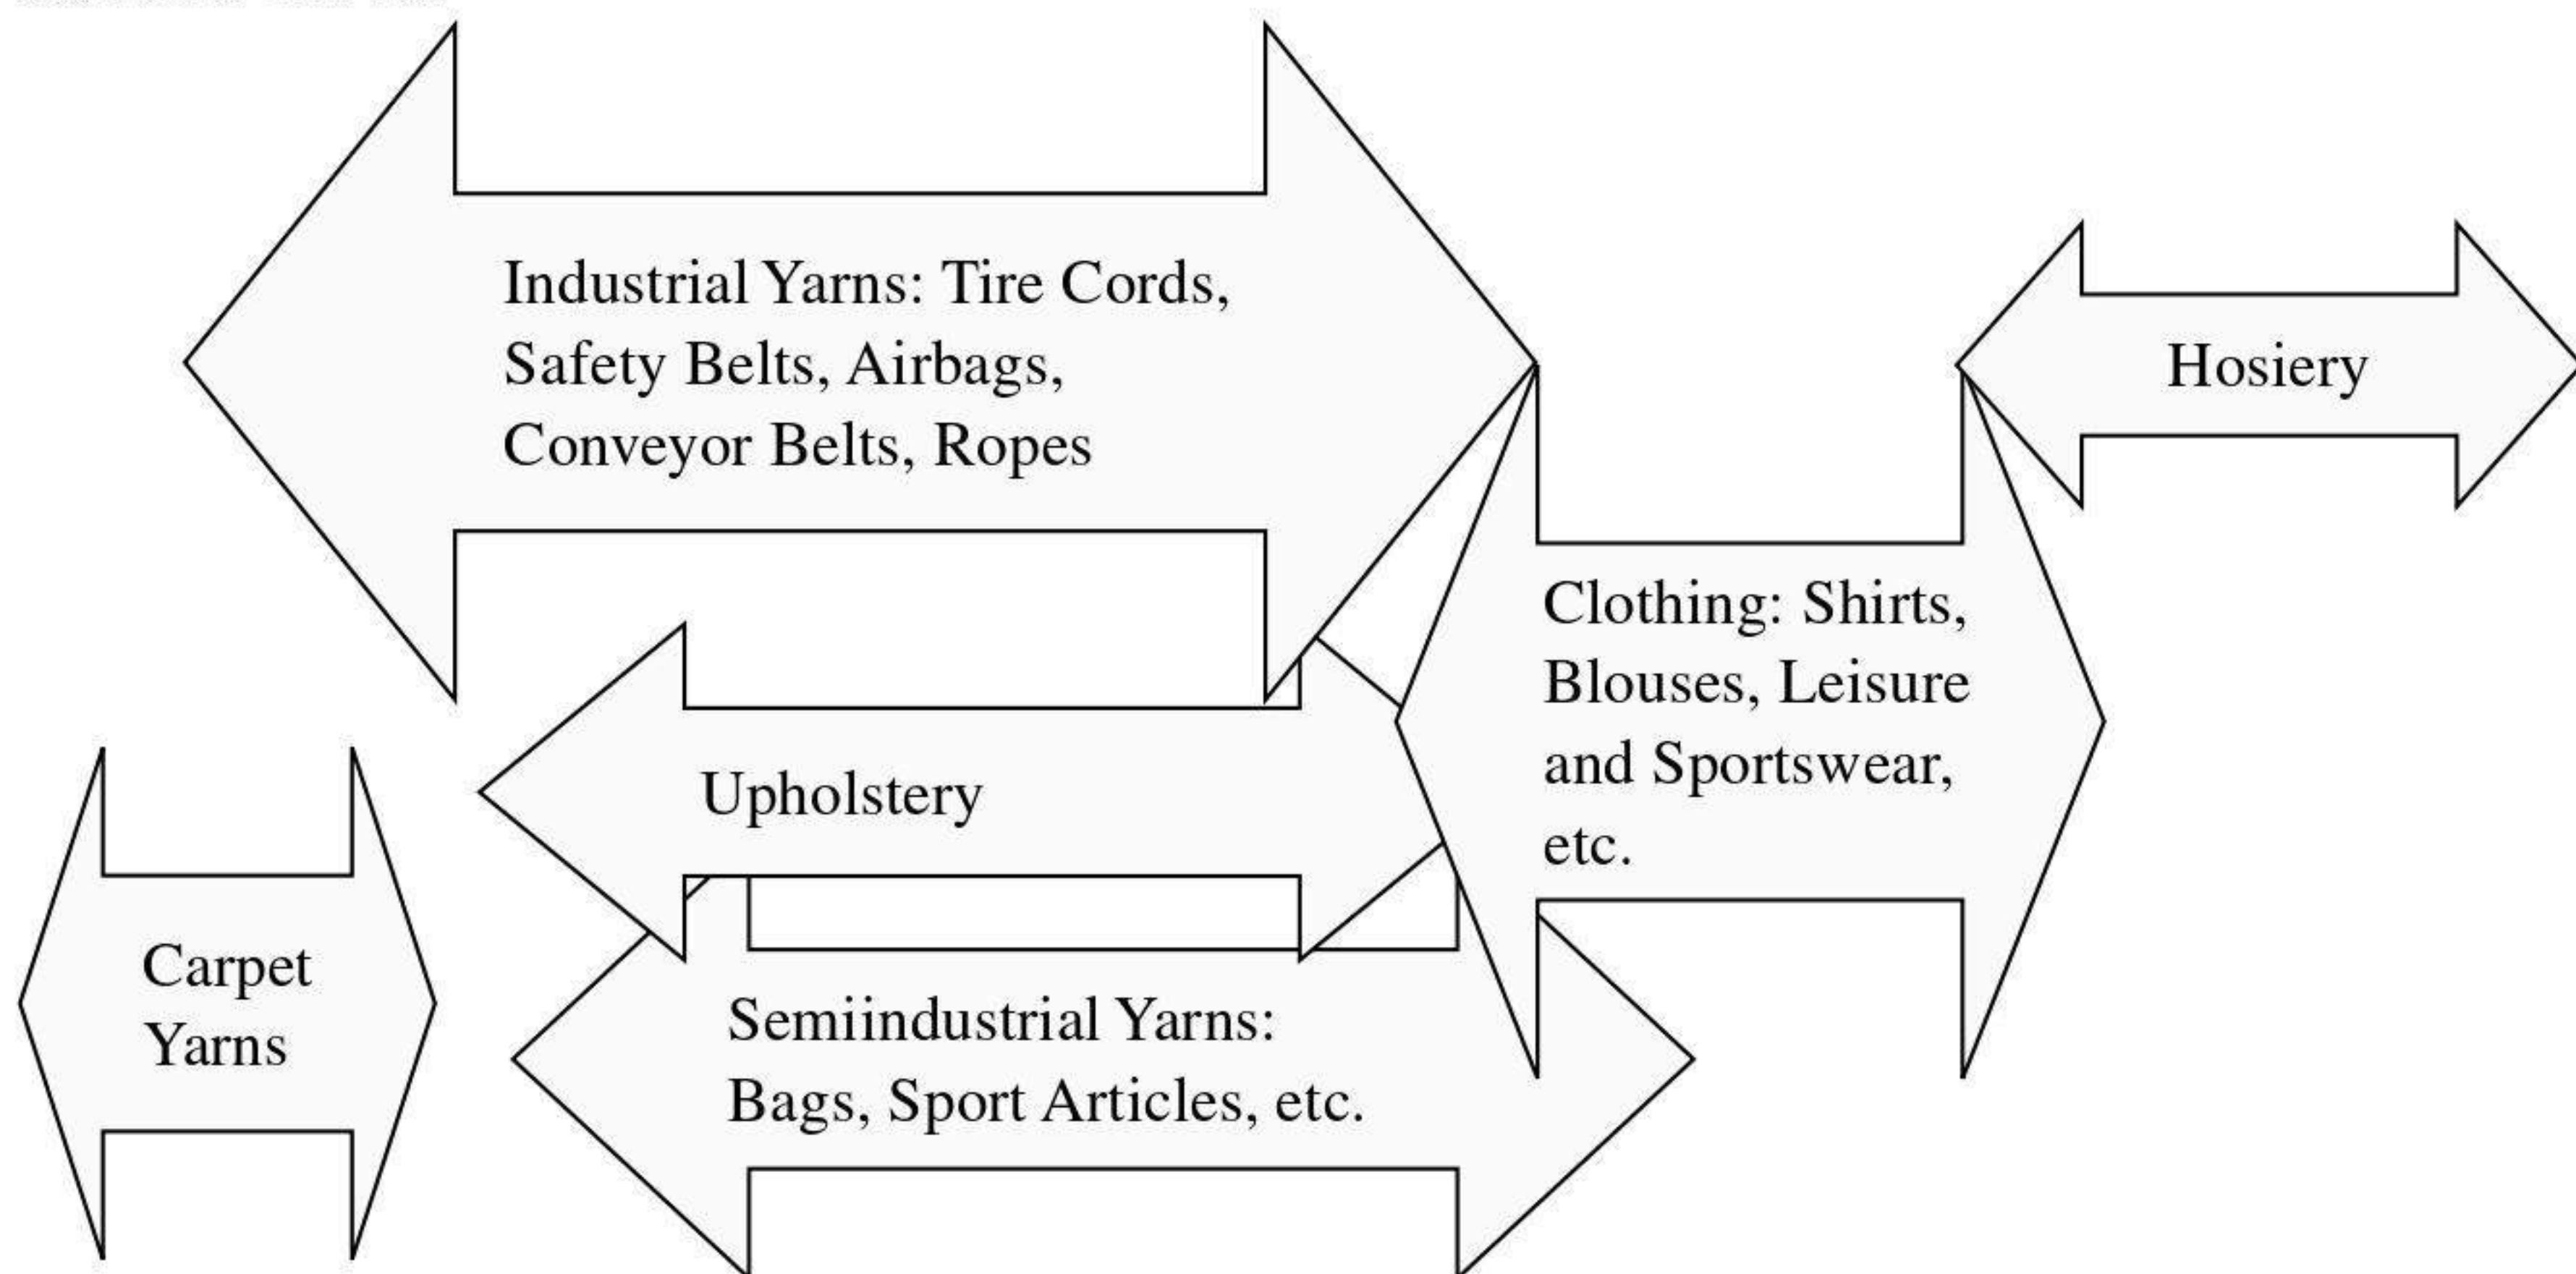 Industrial Yarns: Tire Cords,
Safety Belts, Airbags,
Conveyor Belts, Ropes
Hosiery
Clothing: Shirts,
Blouses, Leisure
and Sportswear,
etc.
Upholstery
Carpet
Yarns
Semiindustrial Yarns:
Bags, Sport Articles, etc.